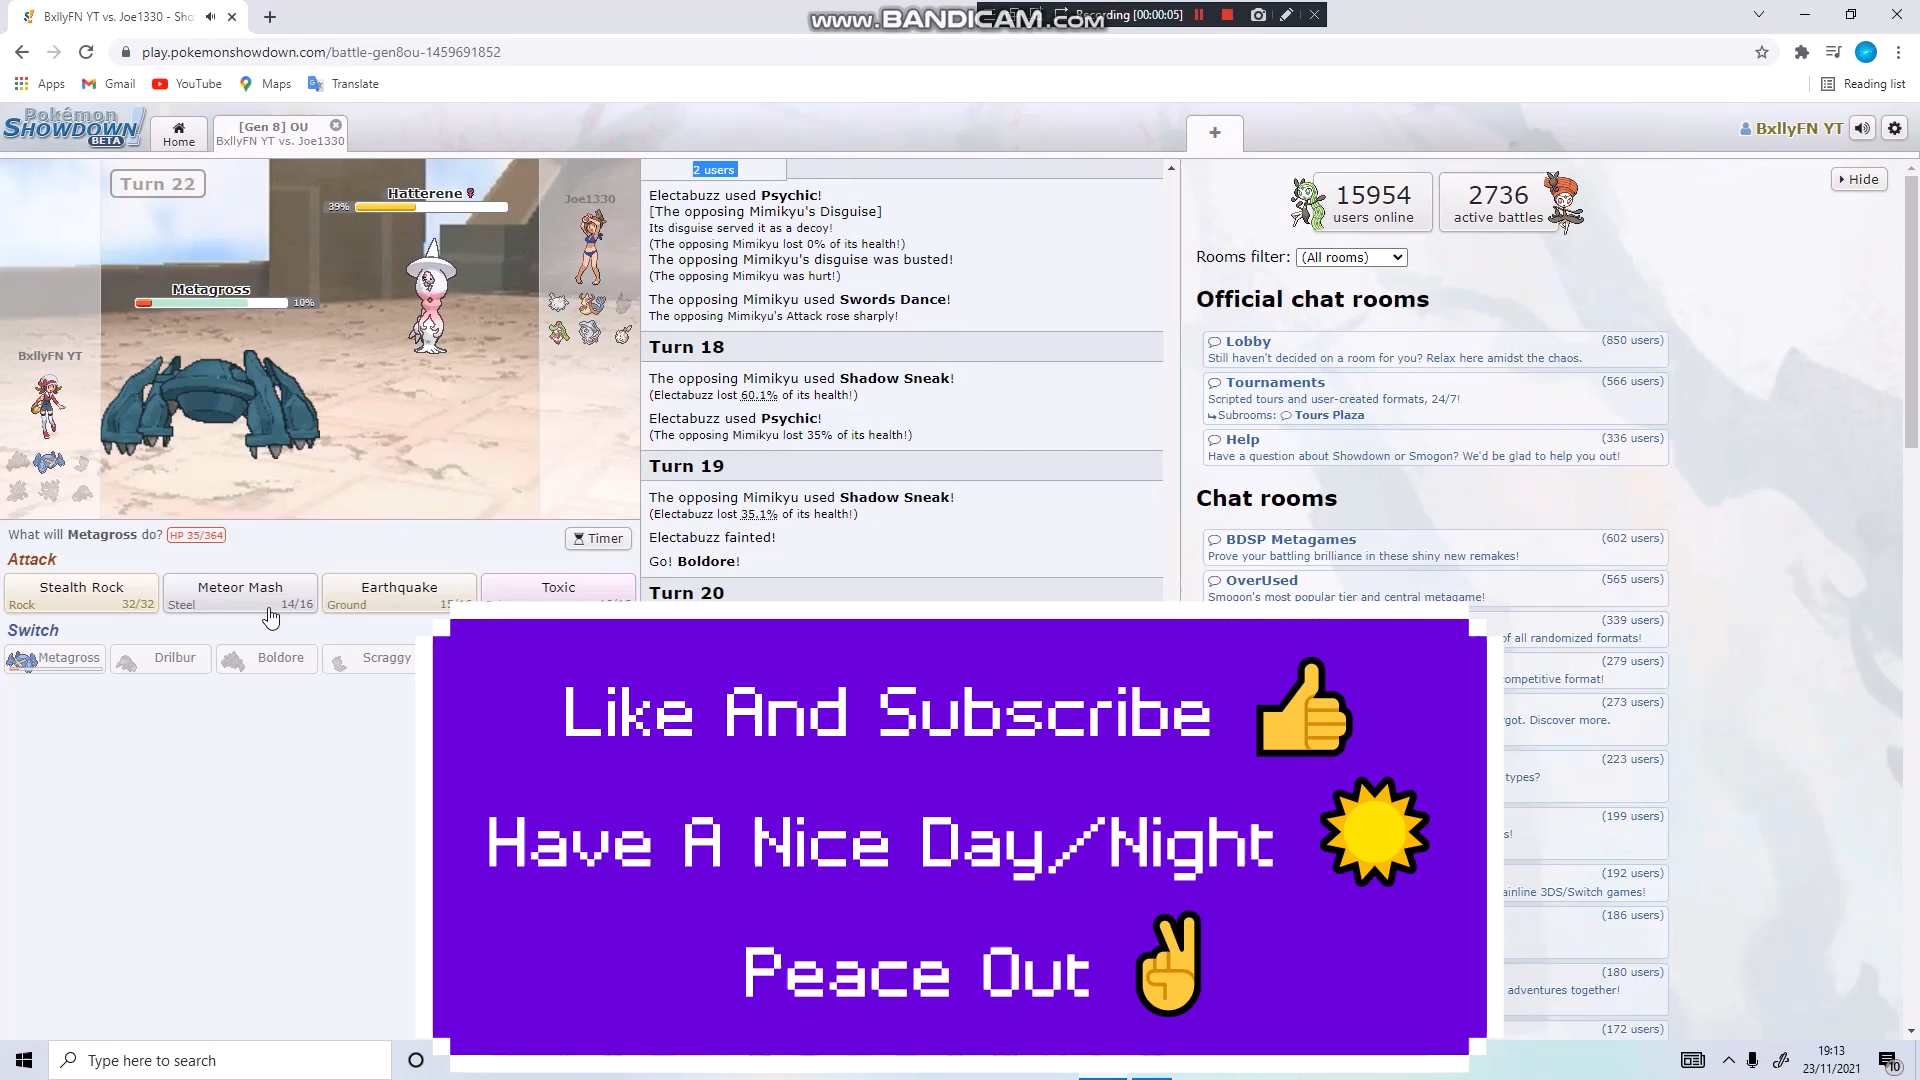 BxllyFN YT vs. Joe1330 - Sho
www.BANDICAM.com
Recording [00:00:05]
play.pokemonshowdown.com/battle-gen8ou-1459691852
Apps
Gmail
YouTube
Maps
Translate
Reading list
Pokémon
SHOWDOWN!
BETA
Home
[Gen 8] OU
BxllyFN YT vs. Joe1330
BxllyFN YT
Turn 22
Hatterene
39%
Joe1330
Metagross
10%
BxllyFN YT
2 users
Electabuzz used Psychic!
[The opposing Mimikyu's Disguise]
Its disguise served it as a decoy!
(The opposing Mimikyu lost 0% of its health!)
The opposing Mimikyu's disguise was busted!
(The opposing Mimikyu was hurt!)
The opposing Mimikyu used Swords Dance!
The opposing Mimikyu's Attack rose sharply!
Turn 18
The opposing Mimikyu used Shadow Sneak!
(Electabuzz lost 60.1% of its health!)
Electabuzz used Psychic!
(The opposing Mimikyu lost 35% of its health!)
Turn 19
The opposing Mimikyu used Shadow Sneak!
(Electabuzz lost 35.1% of its health!)
Electabuzz fainted!
Go! Boldore!
Turn 20
What will Metagross do? HP 35/364
Timer
Attack
Stealth Rock
Rock 32/32
Meteor Mash
Steel 14/16
Earthquake
Ground
Toxic
Switch
Metagross
Drilbur
Boldore
Scraggy
15954
users online
2736
active battles
Hide
Rooms filter: (All rooms)
Official chat rooms
Lobby (850 users)
Still haven't decided on a room for you? Relax here amidst the chaos.
Tournaments (566 users)
Scripted tours and user-created formats, 24/7!
Subrooms: Tours Plaza
Help (336 users)
Have a question about Showdown or Smogon? We'd be glad to help you out!
Chat rooms
BDSP Metagames (602 users)
Prove your battling brilliance in these shiny new remakes!
OverUsed (565 users)
Smogon's most popular tier and central metagame!
(339 users)
of all randomized formats!
(279 users)
competitive format!
(273 users)
rgot. Discover more.
(223 users)
types?
(199 users)
s!
(192 users)
ainline 3DS/Switch games!
(186 users)
(180 users)
adventures together!
(172 users)
Like And Subscribe
Have A Nice Day/Night
Peace Out
Type here to search
19:13
23/11/2021
10